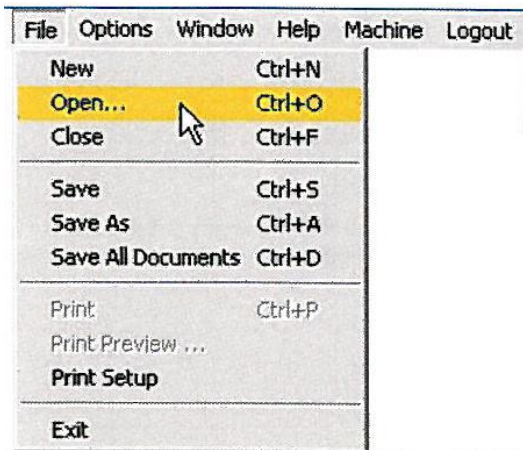 File Options Window Help Machine Logout
New Ctrl+N
Open... Ctrl+O
Close Ctrl+F
Save Ctrl+S
Save As Ctrl+A
Save All Documents Ctrl+D
Print Ctrl+P
Print Preview ...
Print Setup
Exit